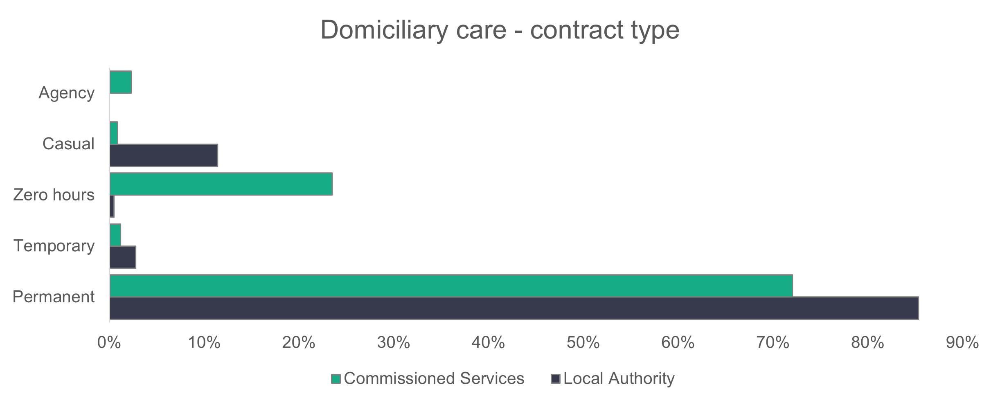 Domiciliary care - contract type
Agency
Casual
Zero hours
Temporary
Permanent
0% 10% 20% 30% 40% 50% 60% 70% 80% 90%
Commissioned Services Local Authority